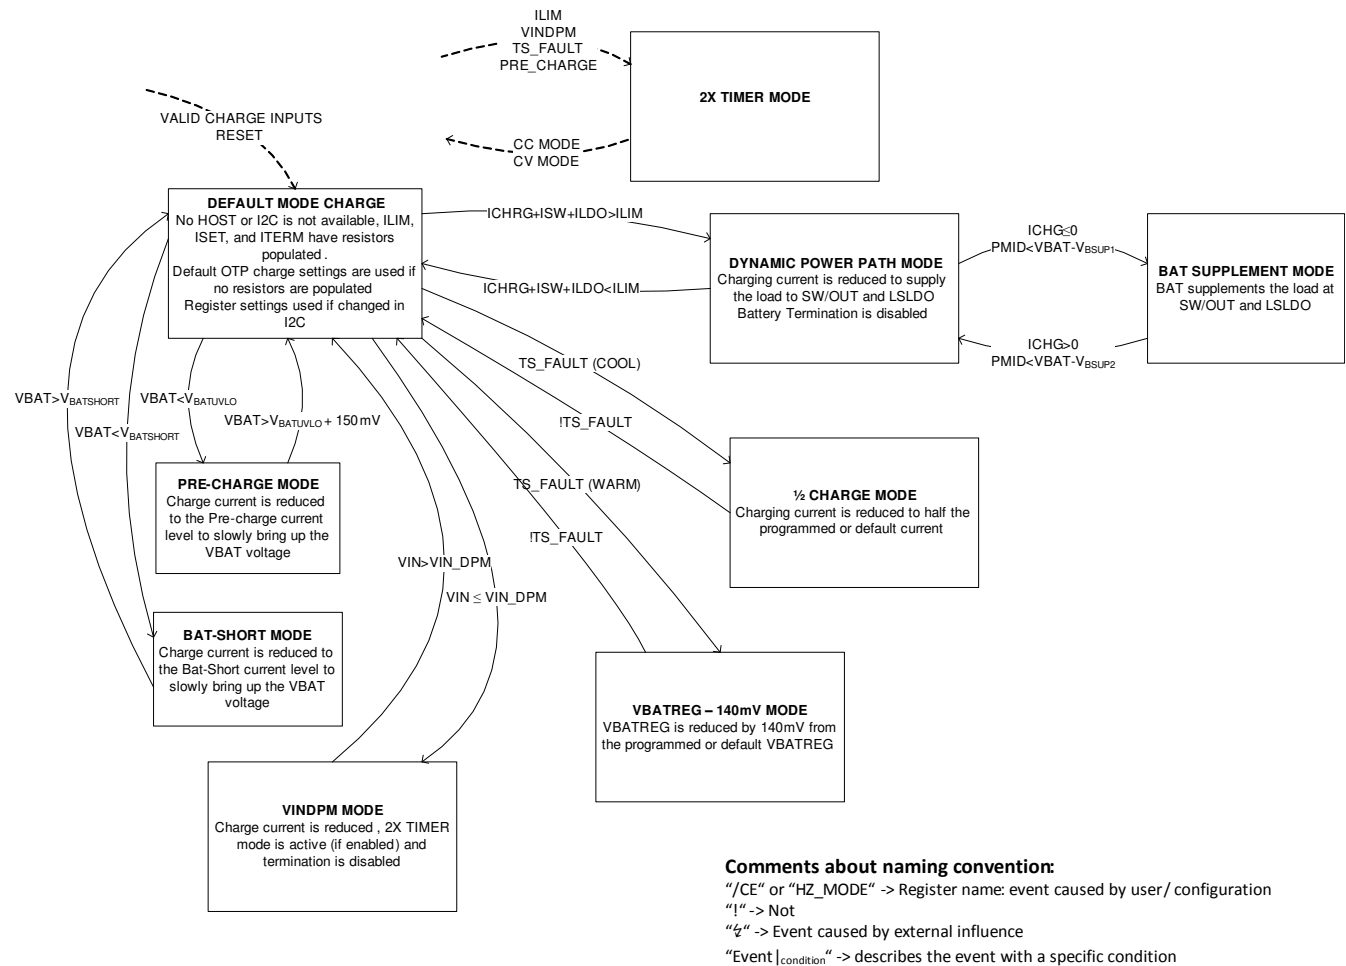 ILIM
VINDPM
TS_FAULT
PRE_CHARGE
2X TIMER MODE
VALID CHARGE INPUTS
RESET
CC MODE
CV MODE
DEFAULT MODE CHARGE
No HOST or I2C is not available, ILIM,
ISET, and ITERM have resistors
populated .
Default OTP charge settings are used if
no resistors are populated
Register settings used if changed in
I2C
ICHRG+ISW+ILDO>ILIM
ICHRG+ISW+ILDO<ILIM
DYNAMIC POWER PATH MODE
Charging current is reduced to supply
the load to SW/OUT and LSLDO
Battery Termination is disabled
ICHG≤0
PMID<VBAT-VBSUP1
BAT SUPPLEMENT MODE
BAT supplements the load at
SW/OUT and LSLDO
ICHG>0
PMID<VBAT-VBSUP2
TS_FAULT (COOL)
!TS_FAULT
VBAT>VBATSHORT
VBAT<VBATUVLO
VBAT>VBATUVLO + 150mV
VBAT<VBATSHORT
PRE-CHARGE MODE
Charge current is reduced
to the Pre-charge current
level to slowly bring up the
VBAT voltage
TS_FAULT (WARM)
!TS_FAULT
½ CHARGE MODE
Charging current is reduced to half the
programmed or default current
VIN>VIN_DPM
VIN ≤ VIN_DPM
BAT-SHORT MODE
Charge current is reduced to
the Bat-Short current level to
slowly bring up the VBAT
voltage
VBATREG – 140mV MODE
VBATREG is reduced by 140mV from
the programmed or default VBATREG
VINDPM MODE
Charge current is reduced , 2X TIMER
mode is active (if enabled) and
termination is disabled
Comments about naming convention:
“/CE“ or “HZ_MODE“ -> Register name: event caused by user/ configuration
“!“ -> Not
“↯“ -> Event caused by external influence
“Event|condition“ -> describes the event with a specific condition